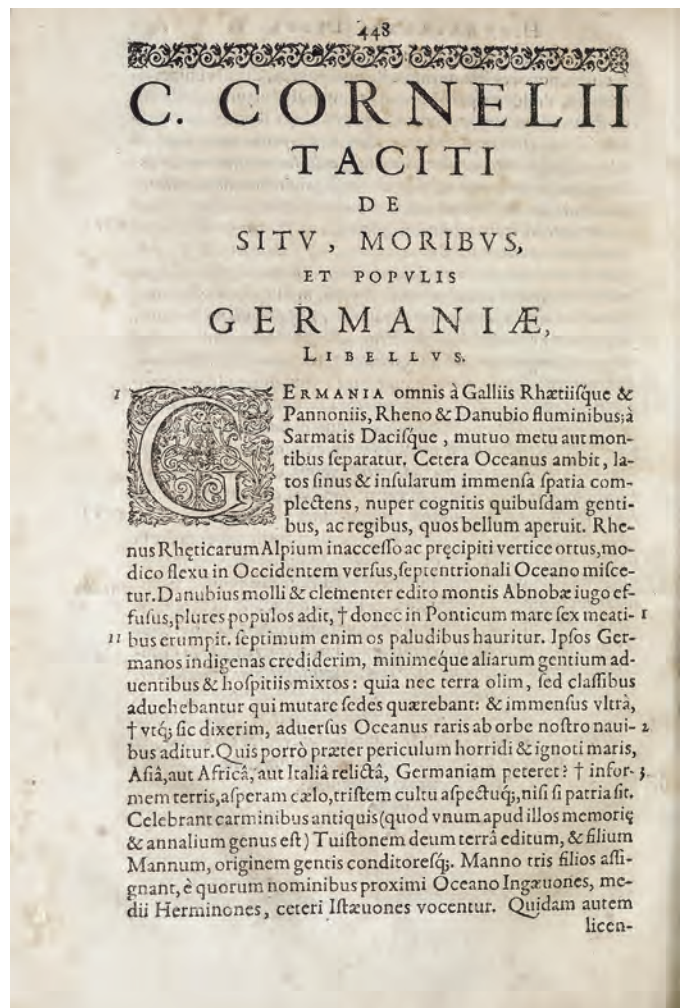 448
C. CORNELII
TACITI
DE
SITV, MORIBVS,
ET POPVLIS
GERMANIÆ,
LIBELLVS.
I GERMANIA omnis à Galliis Rhætiiſque &
Pannoniis, Rheno & Danubio fluminibus; à
Sarmatis Daciſque, mutuo metu aut mon-
tibus ſeparatur. Cetera Oceanus ambit, la-
tos ſinus & inſularum immenſa ſpatia com-
plectens, nuper cognitis quibuſdam genti-
bus, ac regibus, quos bellum aperuit. Rhe-
nus Rhęticarum Alpium inacceſſo ac pręcipiti vertice ortus, mo-
dico flexu in Occidentem verſus, ſeptentrionali Oceano miſce-
tur. Danubius molli & clementer edito montis Abnobæ iugo ef-
fuſus, plures populos adit, † donec in Ponticum mare ſex meati- 1
II bus erumpit. ſeptimum enim os paludibus hauritur. Ipſos Ger-
manos indigenas crediderim, minimeque aliarum gentium ad-
uentibus & hoſpitiis mixtos: quia nec terra olim, ſed claſſibus
aduehebantur qui mutare ſedes quærebant: & immenſus vltrà,
† vtq; ſic dixerim, aduerſus Oceanus raris ab orbe noſtro naui- 2
bus aditur. Quis porrò præter periculum horridi & ignoti maris,
Aſiâ, aut Africâ, aut Italiâ relictâ, Germaniam peteret? † infor- 3
mem terris, aſperam cælo, triſtem cultu aſpectuq;, niſi ſi patria ſit.
Celebrant carminibus antiquis (quod vnum apud illos memorię
& annalium genus eſt) Tuiſtonem deum terrâ editum, & filium
Mannum, originem gentis conditoreſq;. Manno tris filios aſſi-
gnant, è quorum nominibus proximi Oceano Ingæuones, me-
dii Herminones, ceteri Iſtæuones vocentur. Quidam autem
licen-